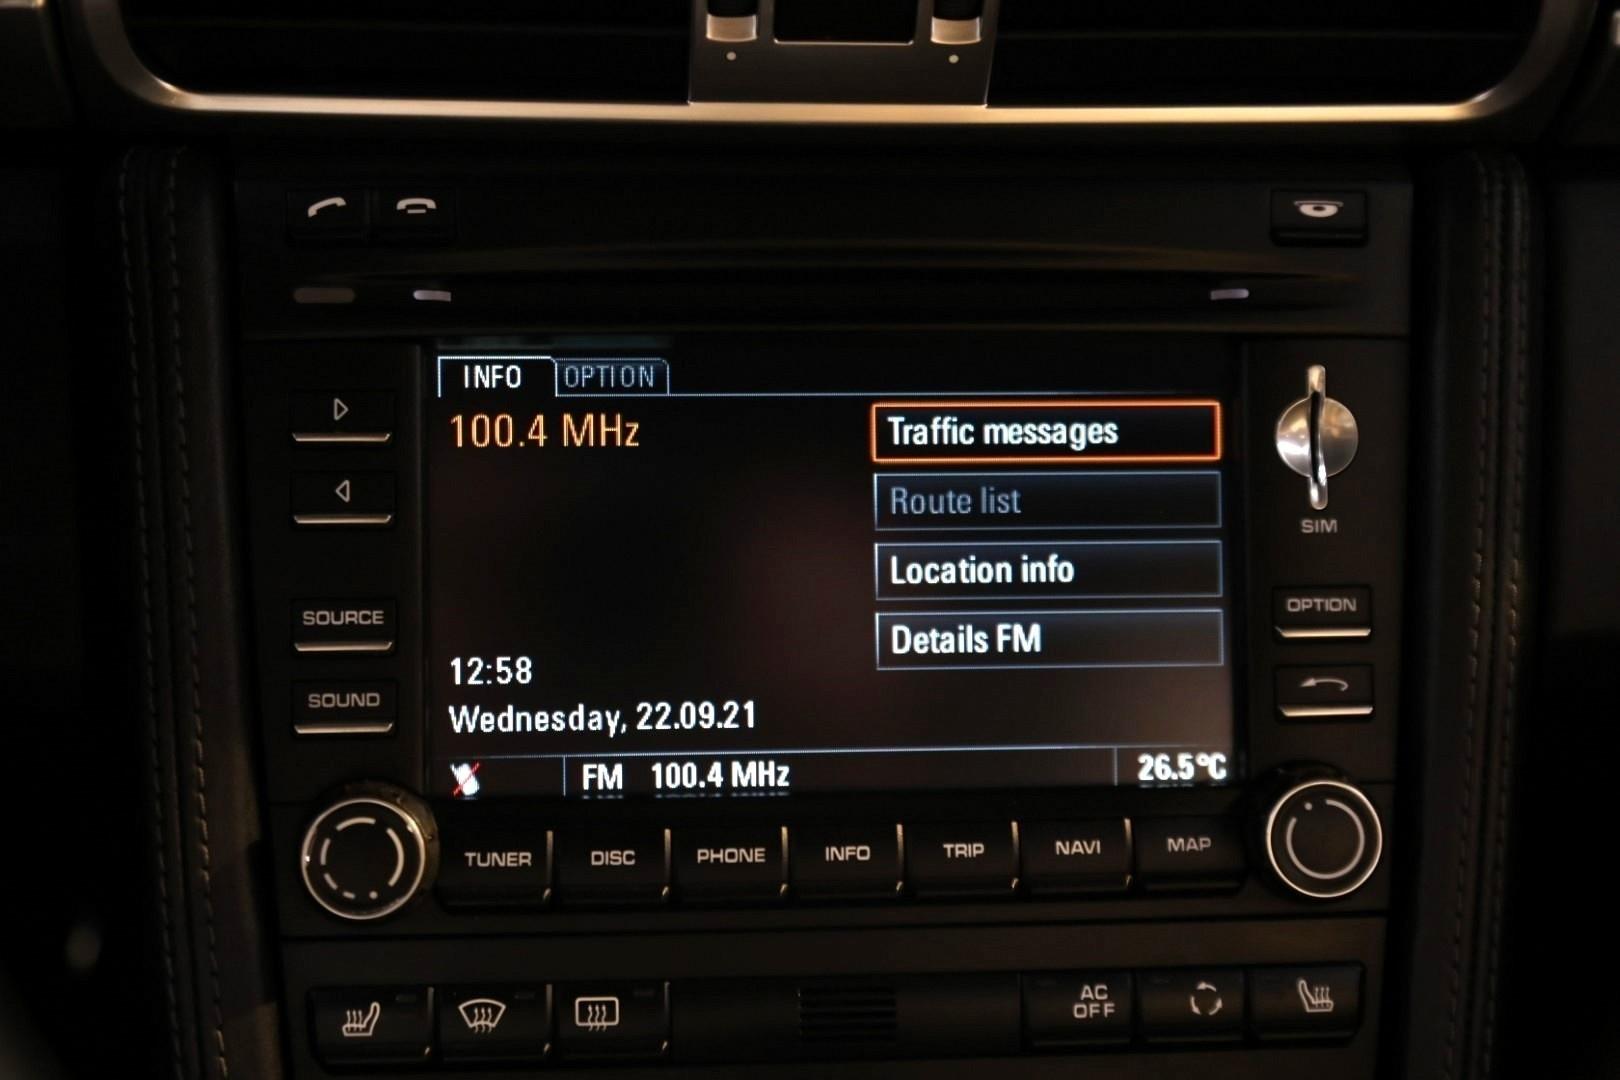 INFO OPTION
100.4 MHz
Traffic messages
Route list
Location info
Details FM
12:58
Wednesday, 22.09.21
FM 100.4 MHz 26.5°C
SOURCE
SOUND
SIM
OPTION
TUNER DISC PHONE INFO TRIP NAVI MAP
AC
OFF